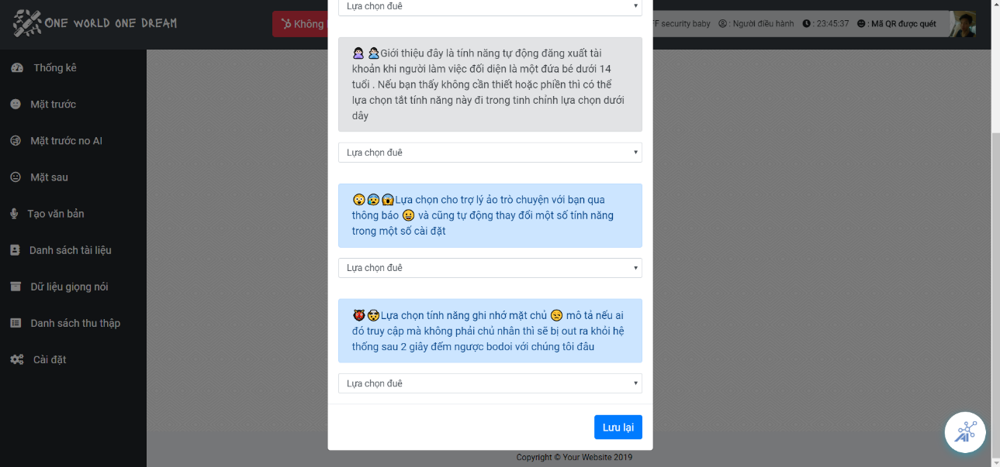 ONE WORLD ONE DREAM
Không
FF security baby : Người điều hành : 23:45:37 : Mã QR được quét
Thống kê
Mặt trước
Mặt trước no AI
Mặt sau
Tạo văn bản
Danh sách tài liệu
Dữ liệu giọng nói
Danh sách thu thập
Cài đặt
Lựa chọn đuê
Giới thiệu đây là tính năng tự động đăng xuất tài
khoản khi người làm việc đối diện là một đứa bé dưới 14
tuổi . Nếu bạn thấy không cần thiết hoặc phiền thì có thể
lựa chọn tắt tính năng này đi trong tinh chỉnh lựa chọn dưới
dây
Lựa chọn đuê
Lựa chọn cho trợ lý ảo trò chuyện với bạn qua
thông báo và cũng tự động thay đổi một số tính năng
trong một số cài đặt
Lựa chọn đuê
Lựa chọn tính năng ghi nhớ mặt chủ mô tả nếu ai
đó truy cập mà không phải chủ nhân thì sẽ bị out ra khỏi hệ
thống sau 2 giây đếm ngược bodoi với chúng tôi đâu
Lựa chọn đuê
Lưu lại
AI
Copyright © Your Website 2019